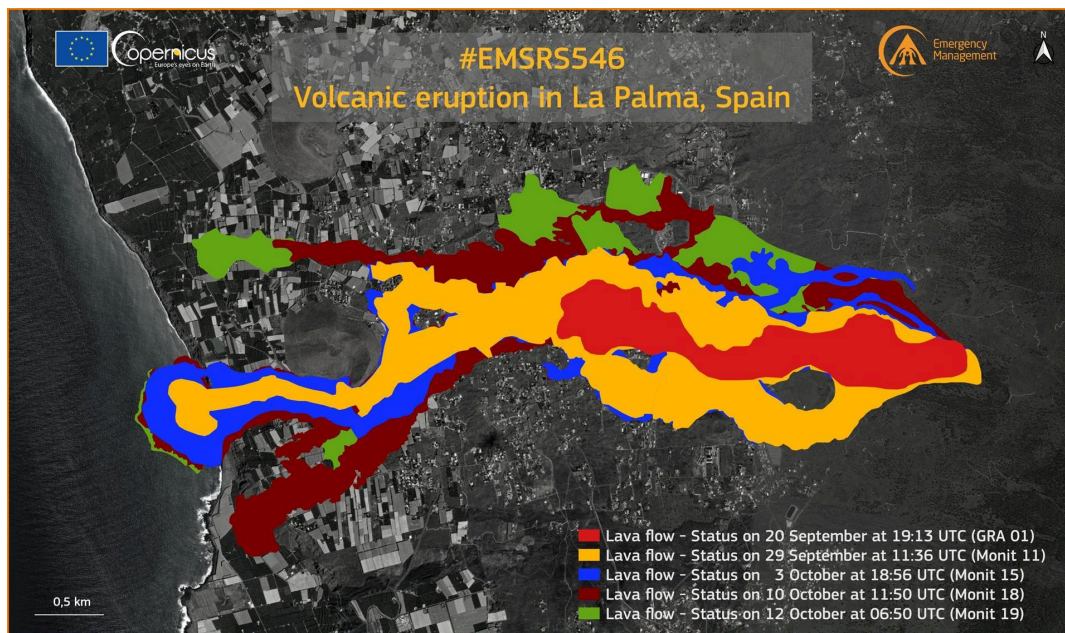 opernicus
Europe's eyes on Earth
#EMSR546
Volcanic eruption in La Palma, Spain
Emergency
Management
N
Lava flow - Status on 20 September at 19:13 UTC (GRA 01)
Lava flow - Status on 29 September at 11:36 UTC (Monit 11)
Lava flow - Status on 3 October at 18:56 UTC (Monit 15)
Lava flow - Status on 10 October at 11:50 UTC (Monit 18)
Lava flow - Status on 12 October at 06:50 UTC (Monit 19)
0,5 km